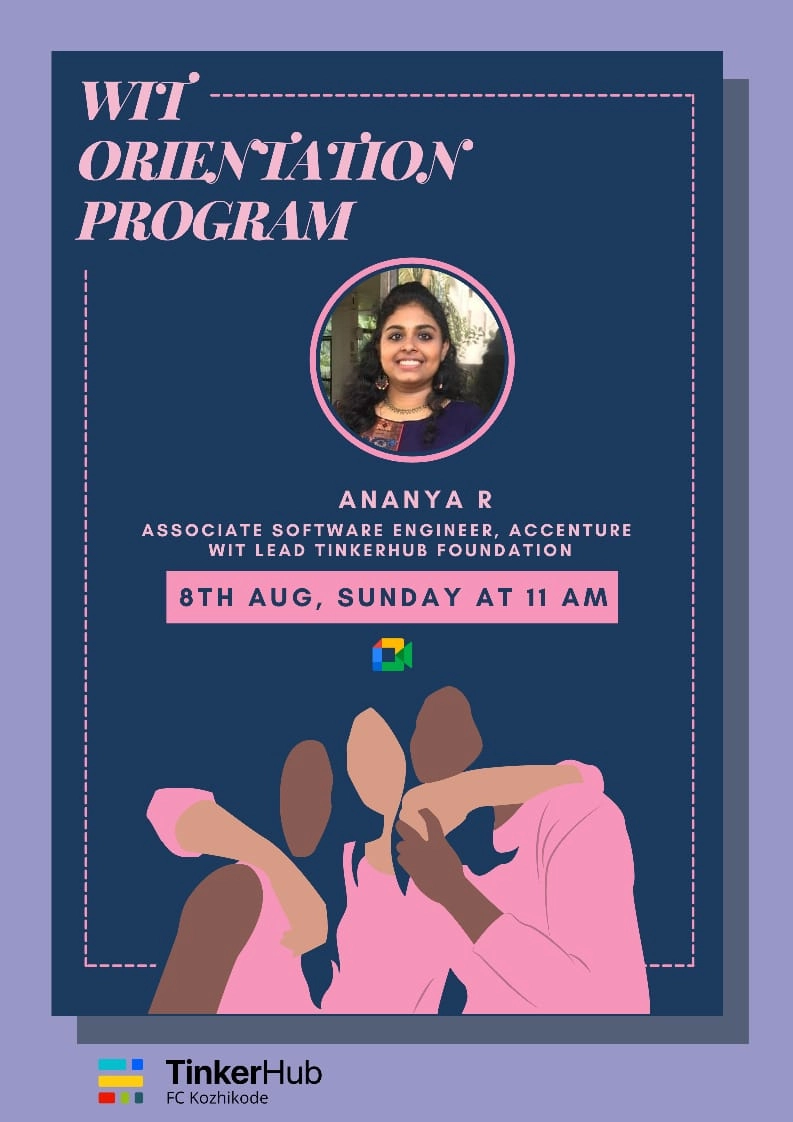 WIT
ORIENTATION
PROGRAM
ANANYA R
ASSOCIATE SOFTWARE ENGINEER, ACCENTURE
WIT LEAD TINKERHUB FOUNDATION
8TH AUG, SUNDAY AT 11 AM
TinkerHub
FC Kozhikode